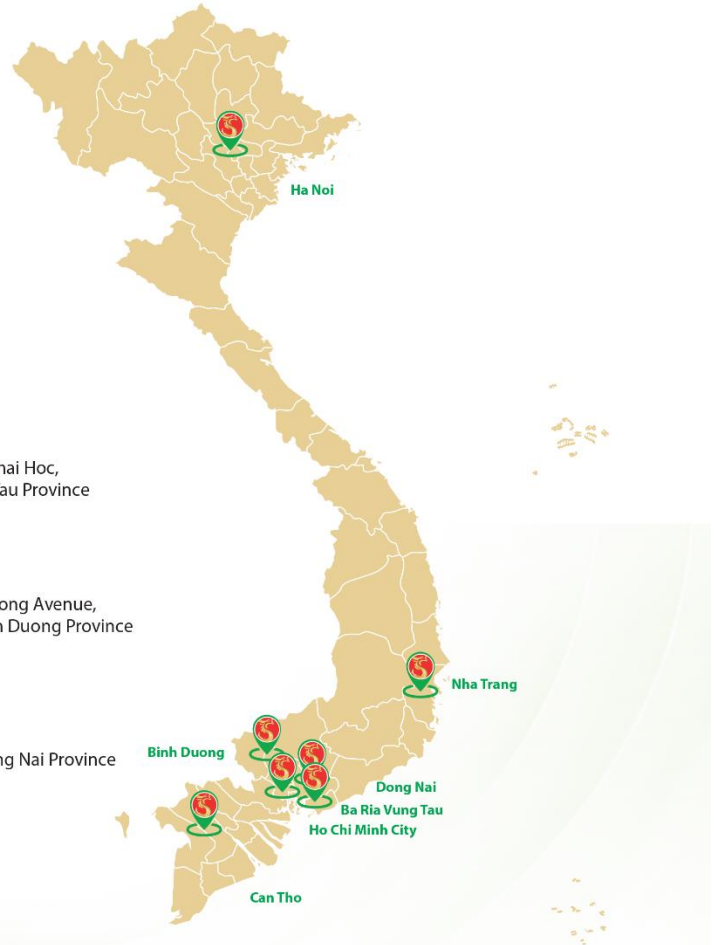 Ha Noi
hai Hoc,
au Province
ong Avenue,
Duong Province
Nha Trang
Binh Duong
ng Nai Province
Dong Nai
Ba Ria Vung Tau
Ho Chi Minh City
Can Tho